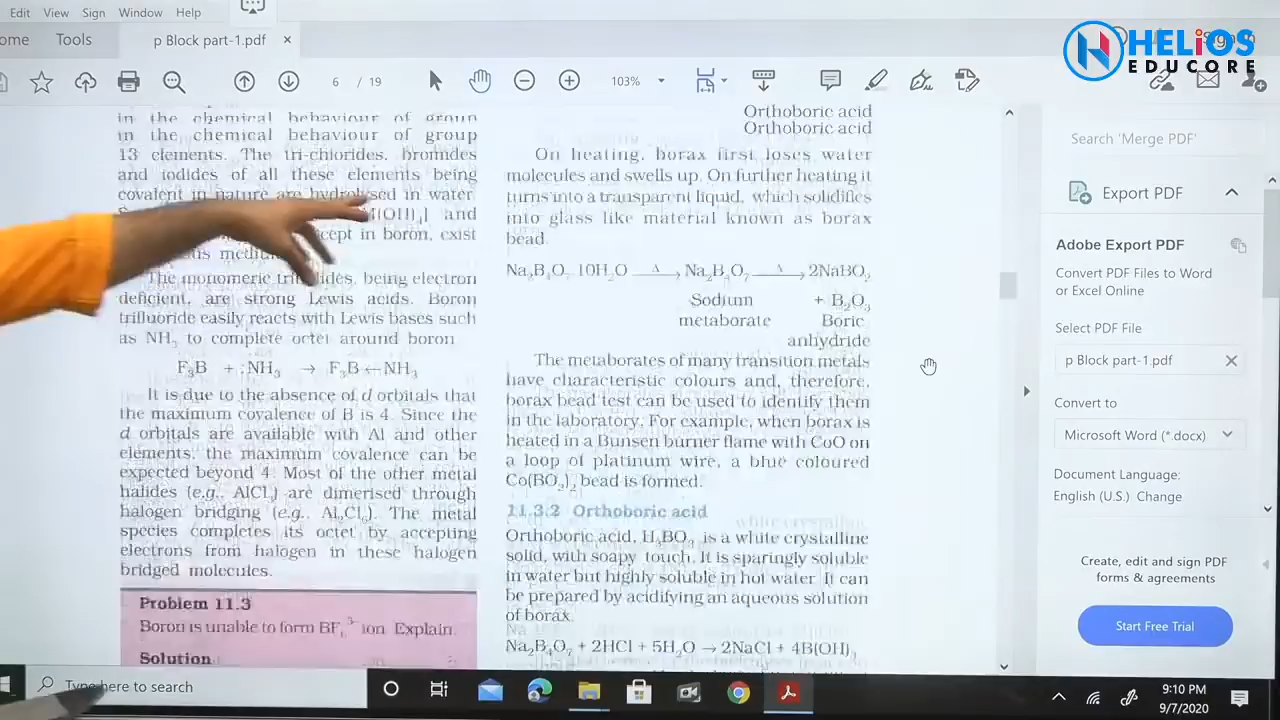 Edit View Sign Window Help
ome Tools p Block part-1.pdf ×
6 / 19 103%
HELiOS
EDUCORE
in the chemical behaviour of group
in the chemical behaviour of group
13 elements. The tri-chlorides, bromides
and iodides of all these elements being
covalent in nature are hydrolysed in water.
[(OH)4] and
cept in boron, exist
The monomeric trihalides, being electron
deficient, are strong Lewis acids. Boron
trifluoride easily reacts with Lewis bases such
as NH3 to complete octet around boron.
F3B + :NH3 → F3B←NH3
It is due to the absence of d orbitals that
the maximum covalence of B is 4. Since the
d orbitals are available with Al and other
elements, the maximum covalence can be
expected beyond 4. Most of the other metal
halides (e.g., AlCl3) are dimerised through
halogen bridging (e.g., Al2Cl6). The metal
species completes its octet by accepting
electrons from halogen in these halogen
bridged molecules.
Problem 11.3
Boron is unable to form BF6 3– ion. Explain.
Solution
Orthoboric acid
Orthoboric acid
On heating, borax first loses water
molecules and swells up. On further heating it
turns into a transparent liquid, which solidifies
into glass like material known as borax
bead.
Na2B4O7.10H2O —Δ→ Na2B4O7 —Δ→ 2NaBO2
Sodium + B2O3
metaborate Boric
anhydride
The metaborates of many transition metals
have characteristic colours and, therefore,
borax bead test can be used to identify them
in the laboratory. For example, when borax is
heated in a Bunsen burner flame with CoO on
a loop of platinum wire, a blue coloured
Co(BO2)2 bead is formed.
white crystalline
11.3.2 Orthoboric acid
Orthoboric acid, H3BO3 is a white crystalline
solid, with soapy touch. It is sparingly soluble
in water but highly soluble in hot water. It can
be prepared by acidifying an aqueous solution
of borax.
Na2B4O7 + 2HCl + 5H2O → 2NaCl + 4B(OH)3
Search 'Merge PDF'
Export PDF
Adobe Export PDF
Convert PDF Files to Word
or Excel Online
Select PDF File
p Block part-1.pdf ×
Convert to
Microsoft Word (*.docx)
Document Language:
English (U.S.) Change
Create, edit and sign PDF
forms & agreements
Start Free Trial
Type here to search
9:10 PM
9/7/2020